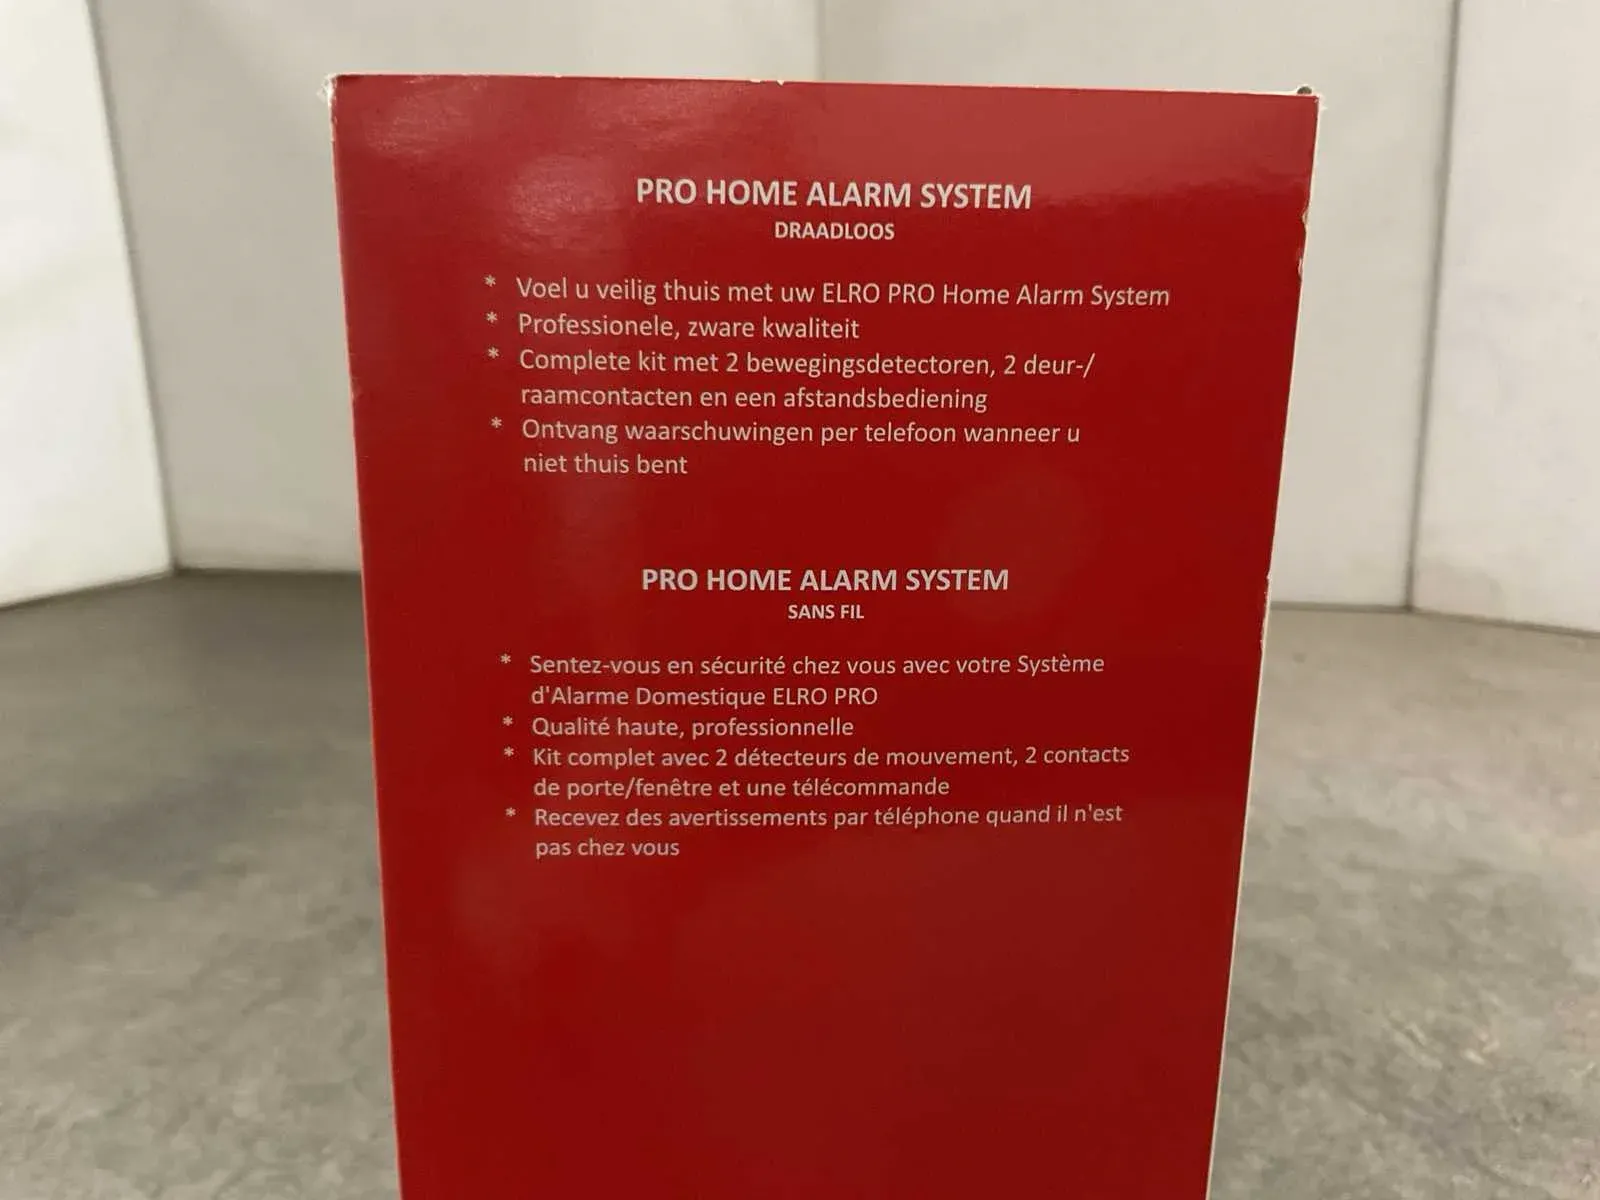 PRO HOME ALARM SYSTEM
DRAADLOOS
* Voel u veilig thuis met uw ELRO PRO Home Alarm System
* Professionele, zware kwaliteit
* Complete kit met 2 bewegingsdetectoren, 2 deur-/
raamcontacten en een afstandsbediening
* Ontvang waarschuwingen per telefoon wanneer u
niet thuis bent
PRO HOME ALARM SYSTEM
SANS FIL
* Sentez-vous en sécurité chez vous avec votre Système
d'Alarme Domestique ELRO PRO
* Qualité haute, professionnelle
* Kit complet avec 2 détecteurs de mouvement, 2 contacts
de porte/fenêtre et une télécommande
* Recevez des avertissements par téléphone quand il n'est
pas chez vous